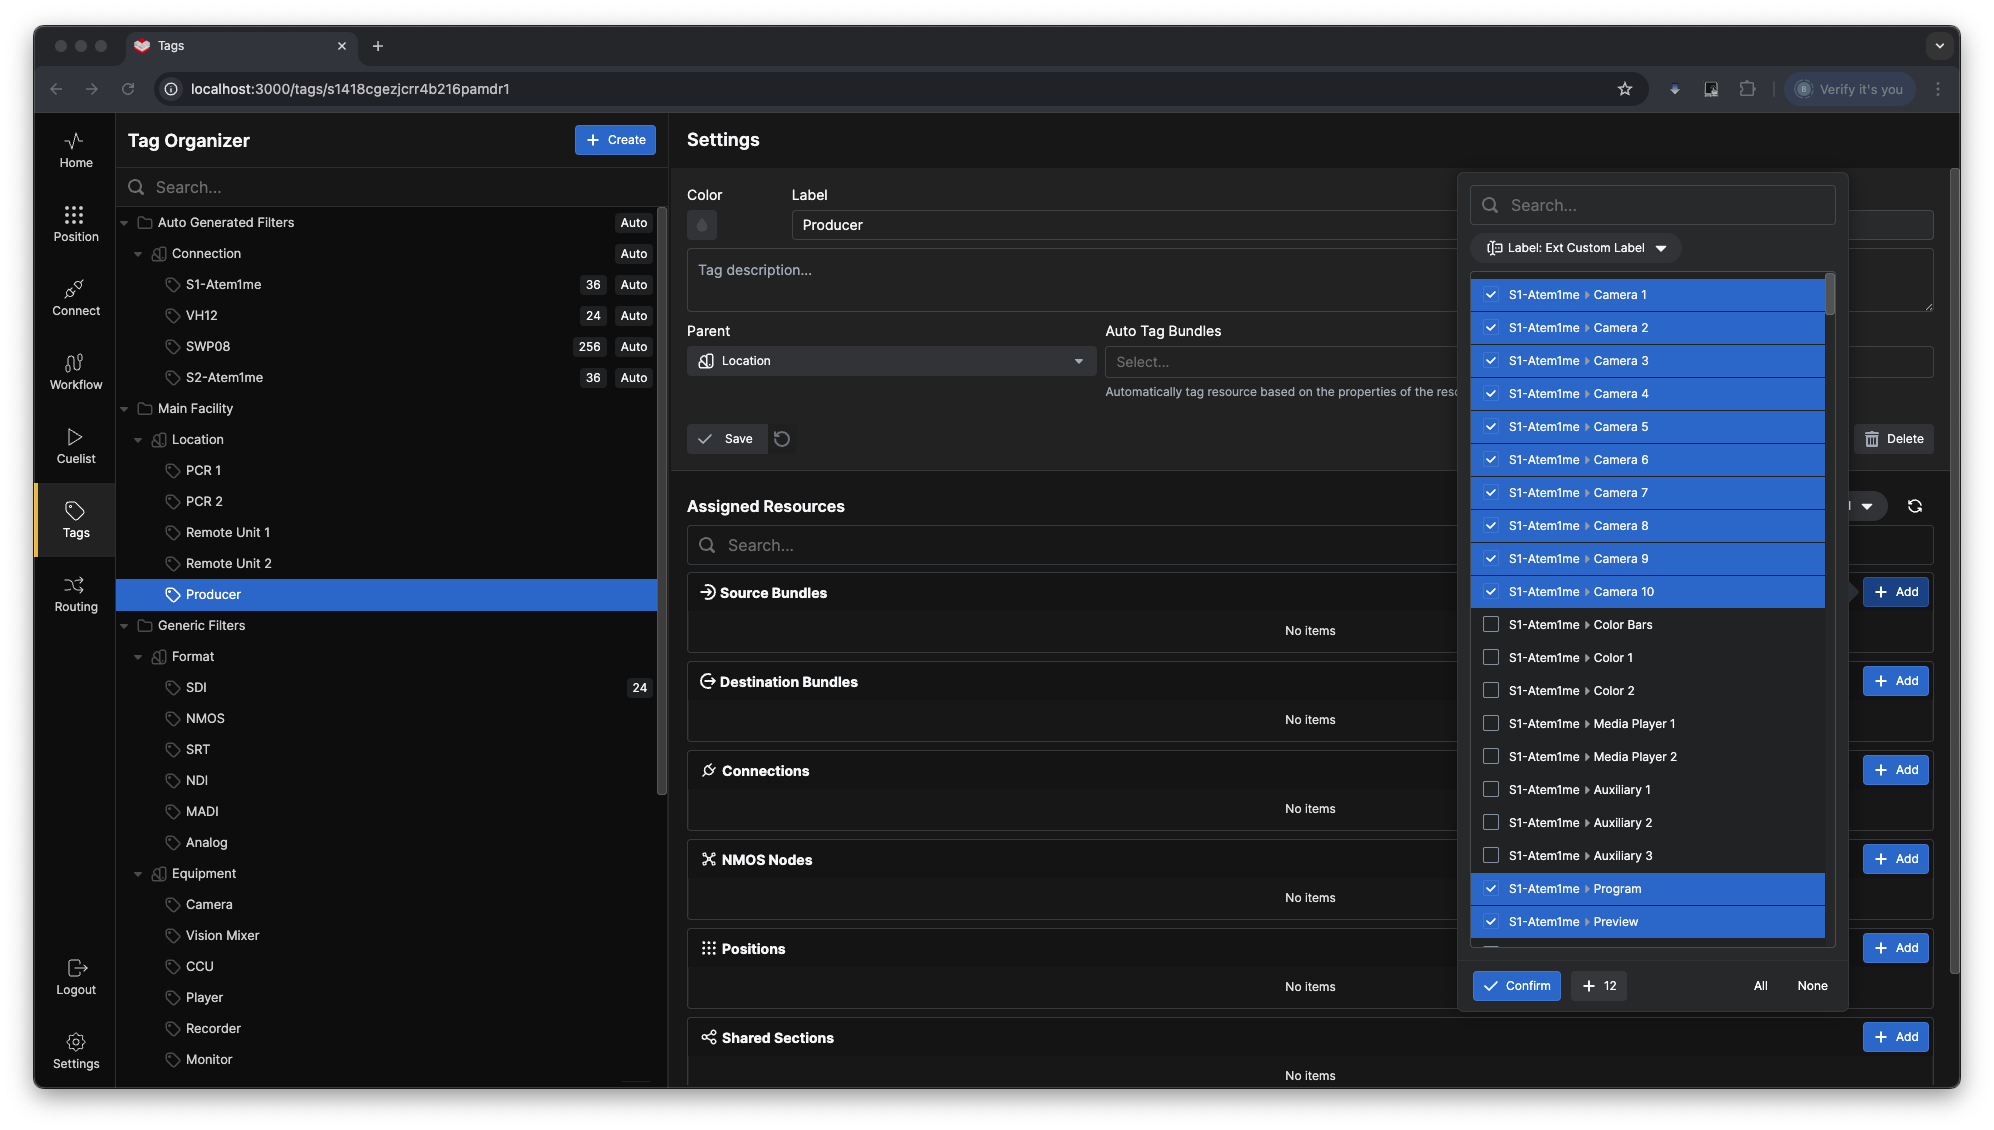 Tags
localhost:3000/tags/s1418cgezjcrr4b216pamdr1
Verify it's you
Home
Position
Connect
Workflow
Cuelist
Tags
Routing
Logout
Settings
Tag Organizer
Create
Search...
Auto Generated Filters Auto
Connection Auto
S1-Atem1me 36 Auto
VH12 24 Auto
SWP08 256 Auto
S2-Atem1me 36 Auto
Main Facility
Location
PCR 1
PCR 2
Remote Unit 1
Remote Unit 2
Producer
Generic Filters
Format
SDI 24
NMOS
SRT
NDI
MADI
Analog
Equipment
Camera
Vision Mixer
CCU
Player
Recorder
Monitor
Settings
Color Label
Producer
Tag description...
Parent Auto Tag Bundles
Location Select...
Automatically tag resource based on the properties of the
Save Delete
Assigned Resources
Search...
Source Bundles Add
No items
Destination Bundles Add
No items
Connections Add
No items
NMOS Nodes Add
No items
Positions Add
No items
Shared Sections Add
No items
Search...
Label: Ext Custom Label
S1-Atem1me Camera 1
S1-Atem1me Camera 2
S1-Atem1me Camera 3
S1-Atem1me Camera 4
S1-Atem1me Camera 5
S1-Atem1me Camera 6
S1-Atem1me Camera 7
S1-Atem1me Camera 8
S1-Atem1me Camera 9
S1-Atem1me Camera 10
S1-Atem1me Color Bars
S1-Atem1me Color 1
S1-Atem1me Color 2
S1-Atem1me Media Player 1
S1-Atem1me Media Player 2
S1-Atem1me Auxiliary 1
S1-Atem1me Auxiliary 2
S1-Atem1me Auxiliary 3
S1-Atem1me Program
S1-Atem1me Preview
Confirm + 12 All None